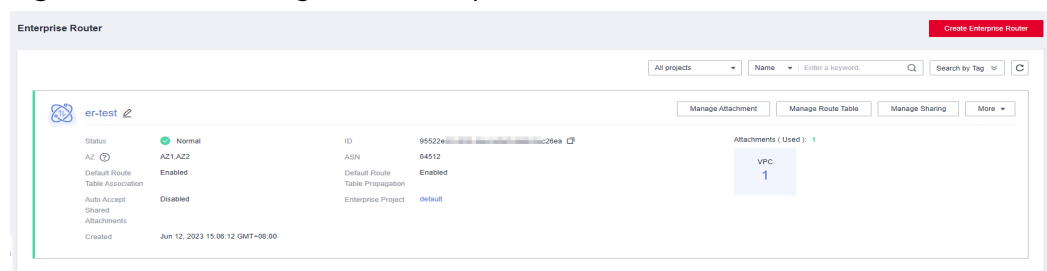 Enterprise Router
Create Enterprise Router
All projects
Name
Enter a keyword.
Search by Tag
er-test
Manage Attachment
Manage Route Table
Manage Sharing
More
Status
Normal
ID
95522e
c26ea
Attachments ( Used ): 1
AZ
AZ1,AZ2
ASN
64512
VPC
1
Default Route
Table Association
Enabled
Default Route
Table Propagation
Enabled
Auto Accept
Shared
Attachments
Disabled
Enterprise Project
default
Created
Jun 12, 2023 15:06:12 GMT+08:00